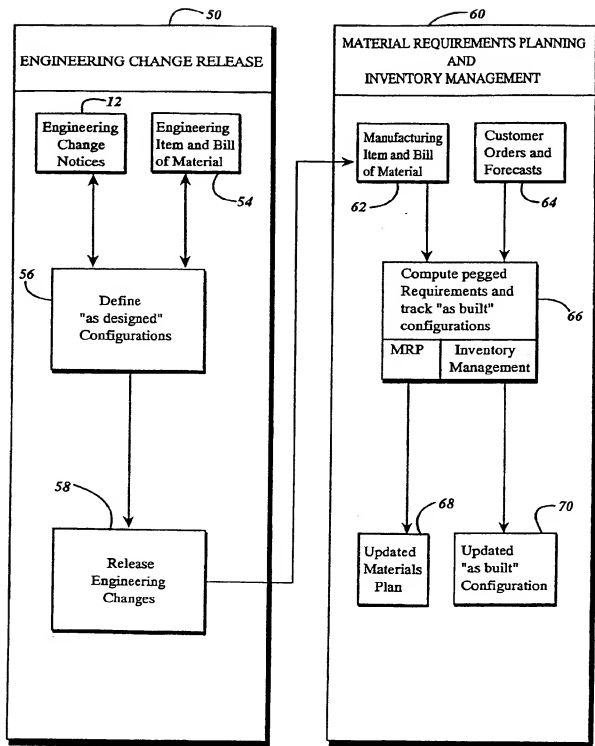 50
ENGINEERING CHANGE RELEASE
12
Engineering
Change
Notices
Engineering
Item and Bill
of Material
54
56
Define
"as designed"
Configurations
58
Release
Engineering
Changes
60
MATERIAL REQUIREMENTS PLANNING
AND
INVENTORY MANAGEMENT
Manufacturing
Item and Bill
of Material
62
Customer
Orders and
Forecasts
64
Compute pegged
Requirements and
track "as built"
configurations
66
MRP
Inventory
Management
68
Updated
Materials
Plan
70
Updated
"as built"
Configuration